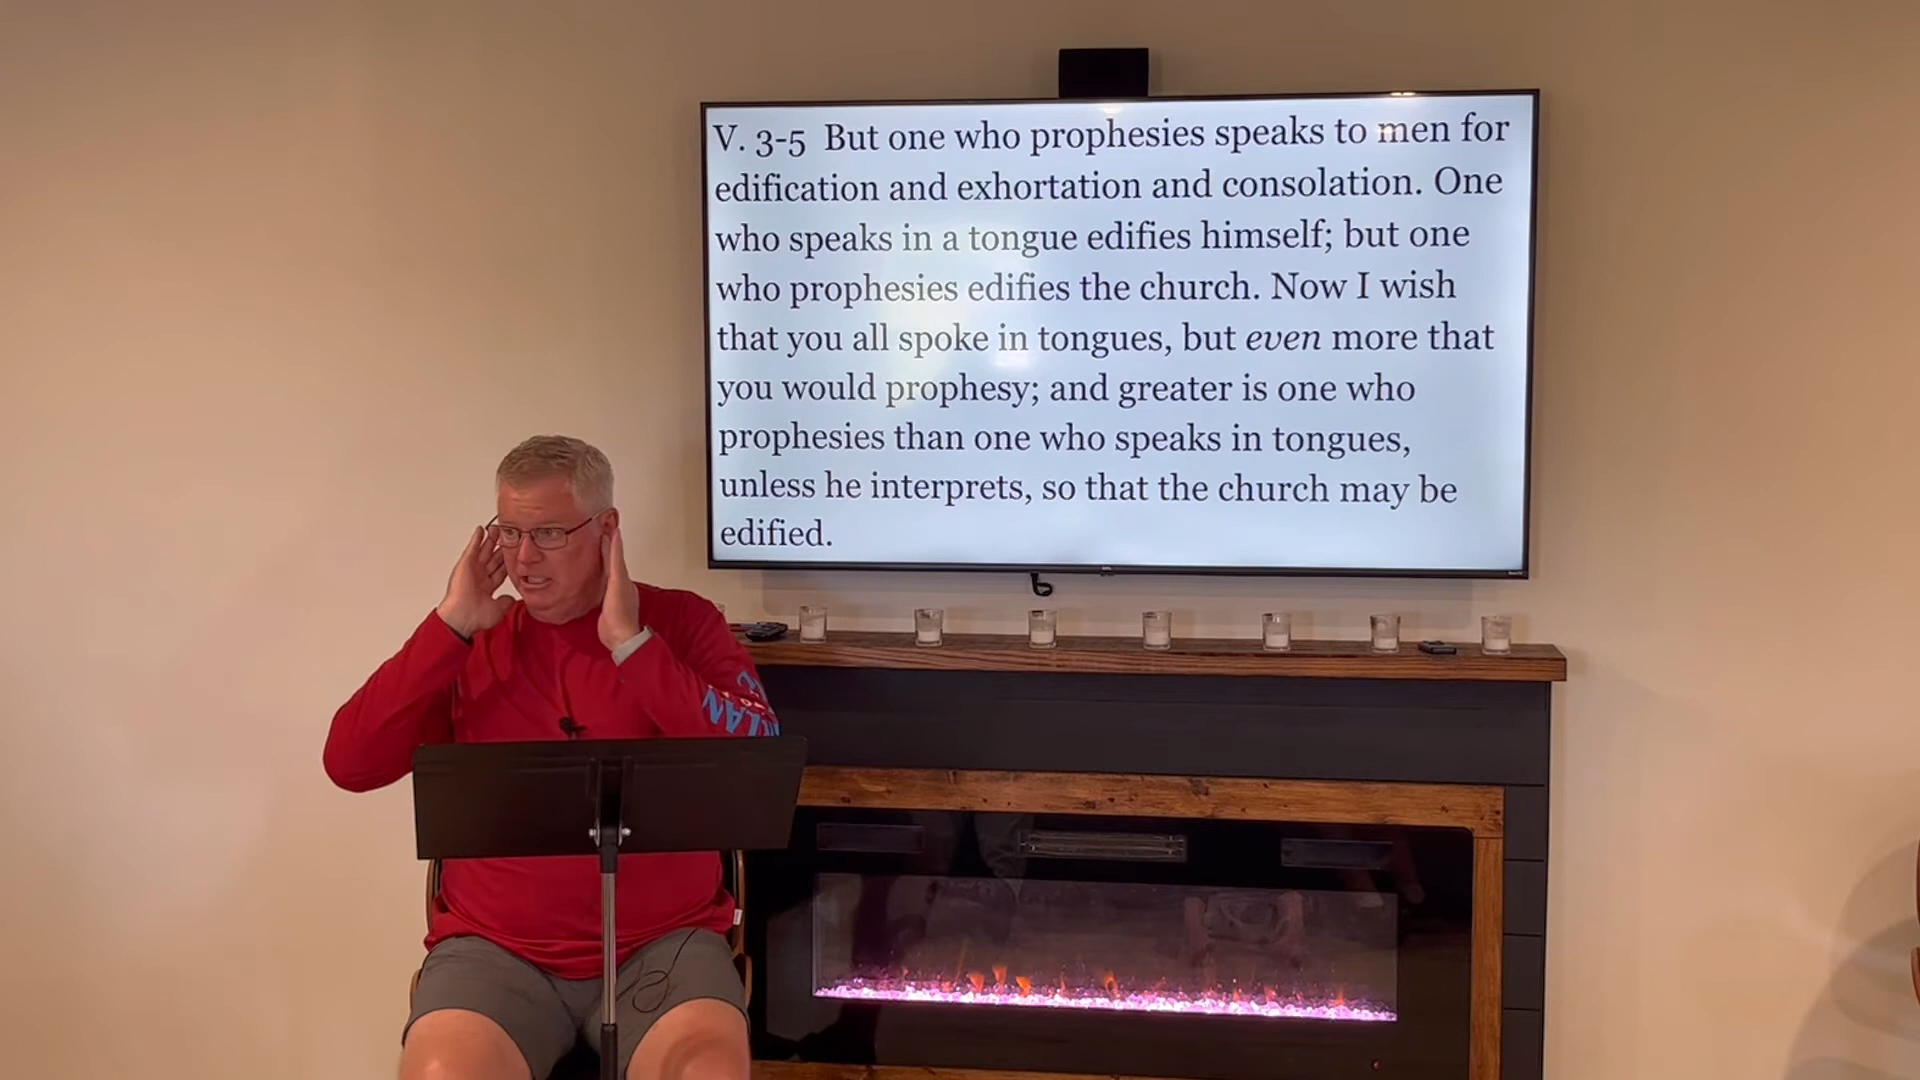 V. 3-5 But one who prophesies speaks to men for
edification and exhortation and consolation. One
who speaks in a tongue edifies himself; but one
who prophesies edifies the church. Now I wish
that you all spoke in tongues, but even more that
you would prophesy; and greater is one who
prophesies than one who speaks in tongues,
unless he interprets, so that the church may be
edified.